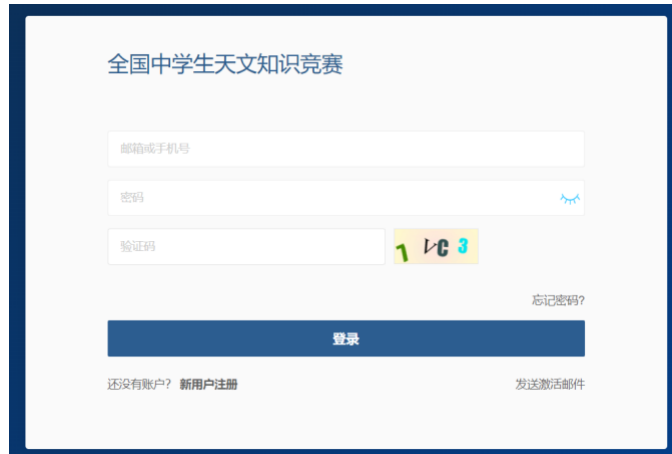 全国中学生天文知识竞赛
邮箱或手机号
密码
验证码
忘记密码?
登录
还没有账户? 新用户注册 发送激活邮件